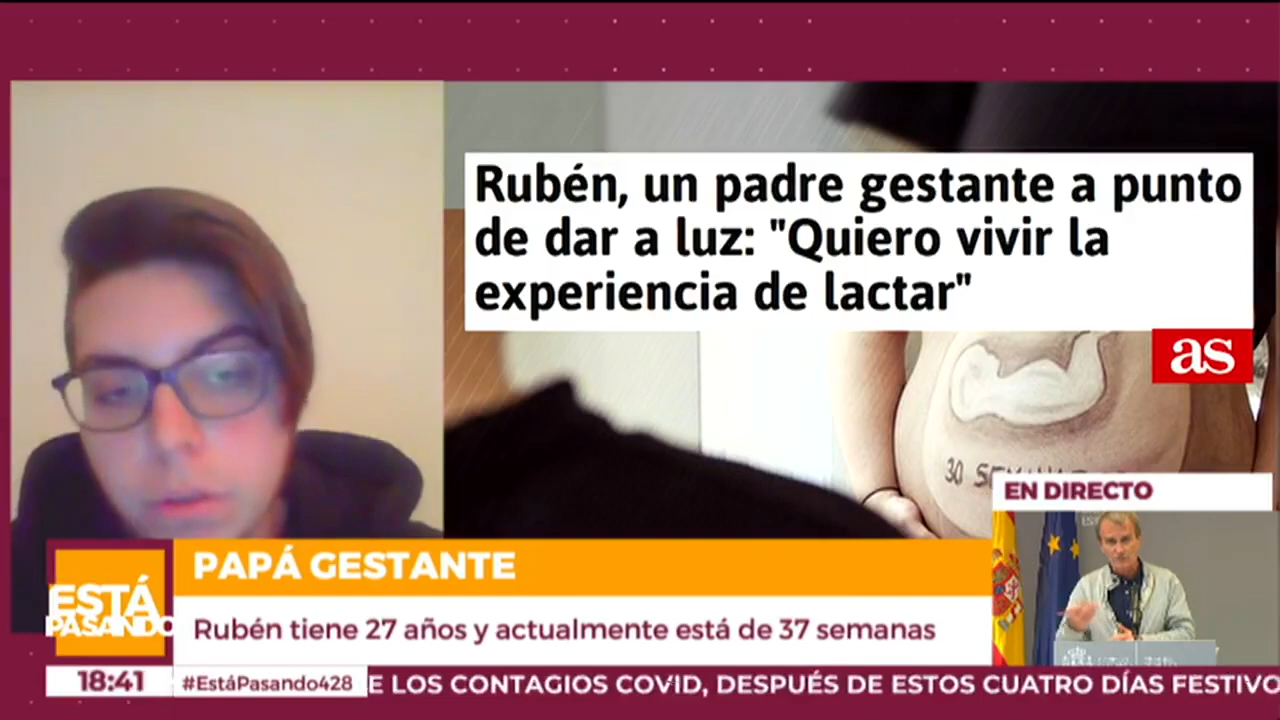 Rubén, un padre gestante a punto
de dar a luz: "Quiero vivir la
experiencia de lactar"
as
30
EN DIRECTO
PAPÁ GESTANTE
ESTÁ
PASANDO
Rubén tiene 27 años y actualmente está de 37 semanas
18:41
#EstáPasando428
E LOS CONTAGIOS COVID, DESPUÉS DE ESTOS CUATRO DÍAS FESTIVO